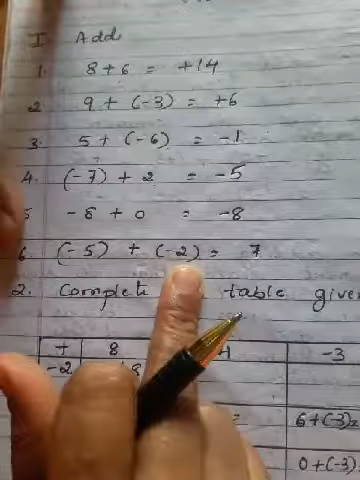 I Add
1. 8 + 6 = +14
2 9 + (-3) = +6
3. 5 + (-6) = -1
4. (-7) + 2 = -5
5 -8 + 0 = -8
6. (-5) + (-2) = 7
2. Complete table give
+ 8 -3
-2
6+(-3)=
0+(-3)